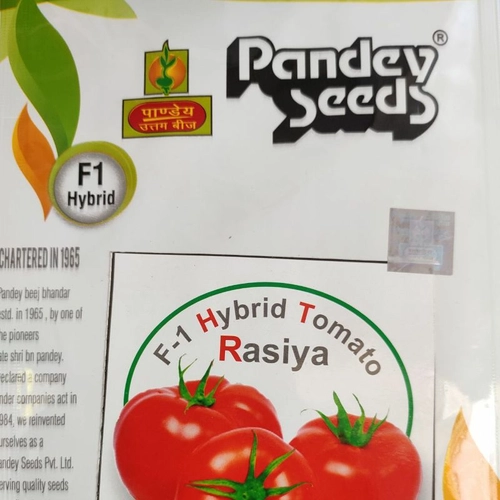 Pandey®
Seeds
पाण्डेय
उत्तम बीज
F1
Hybrid
CHARTERED IN 1965
Pandey beej bhandar
estd. in 1965 , by one of
the pioneers
late shri bn pandey.
declared a company
under companies act in
1984, we reinvented
ourselves as a
Pandey Seeds Pvt. Ltd.
serving quality seeds
F-1 Hybrid Tomato
Rasiya